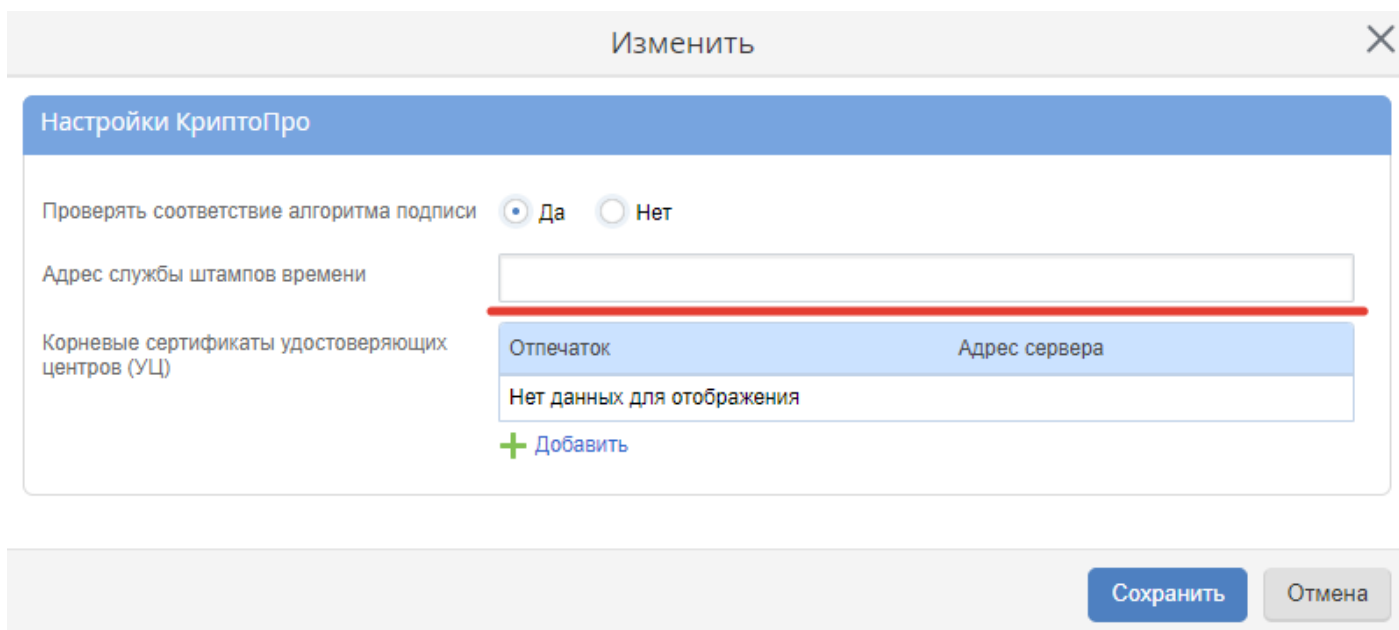 Изменить
Настройки КриптоПро
Проверять соответствие алгоритма подписи Да Нет
Адрес службы штампов времени
Корневые сертификаты удостоверяющих
центров (УЦ)
Отпечаток Адрес сервера
Нет данных для отображения
Добавить
Сохранить Отмена